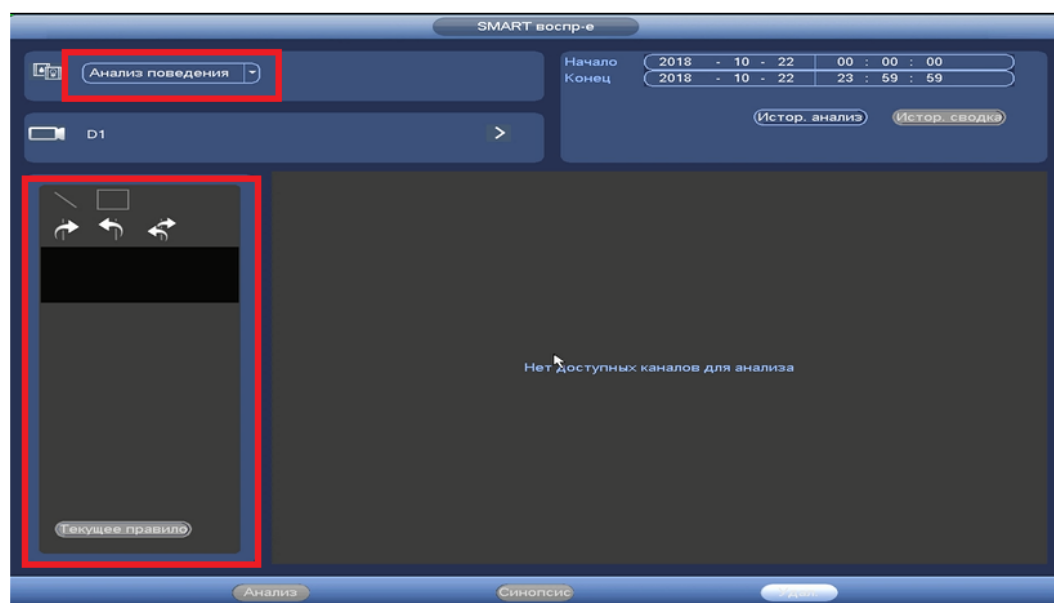 SMART воспр-е
Анализ поведения
Начало 2018 - 10 - 22 00 : 00 : 00
Конец 2018 - 10 - 22 23 : 59 : 59
Истор. анализ Истор. сводка
D1
Нет доступных каналов для анализа
Текущее правило
Анализ Синопсис